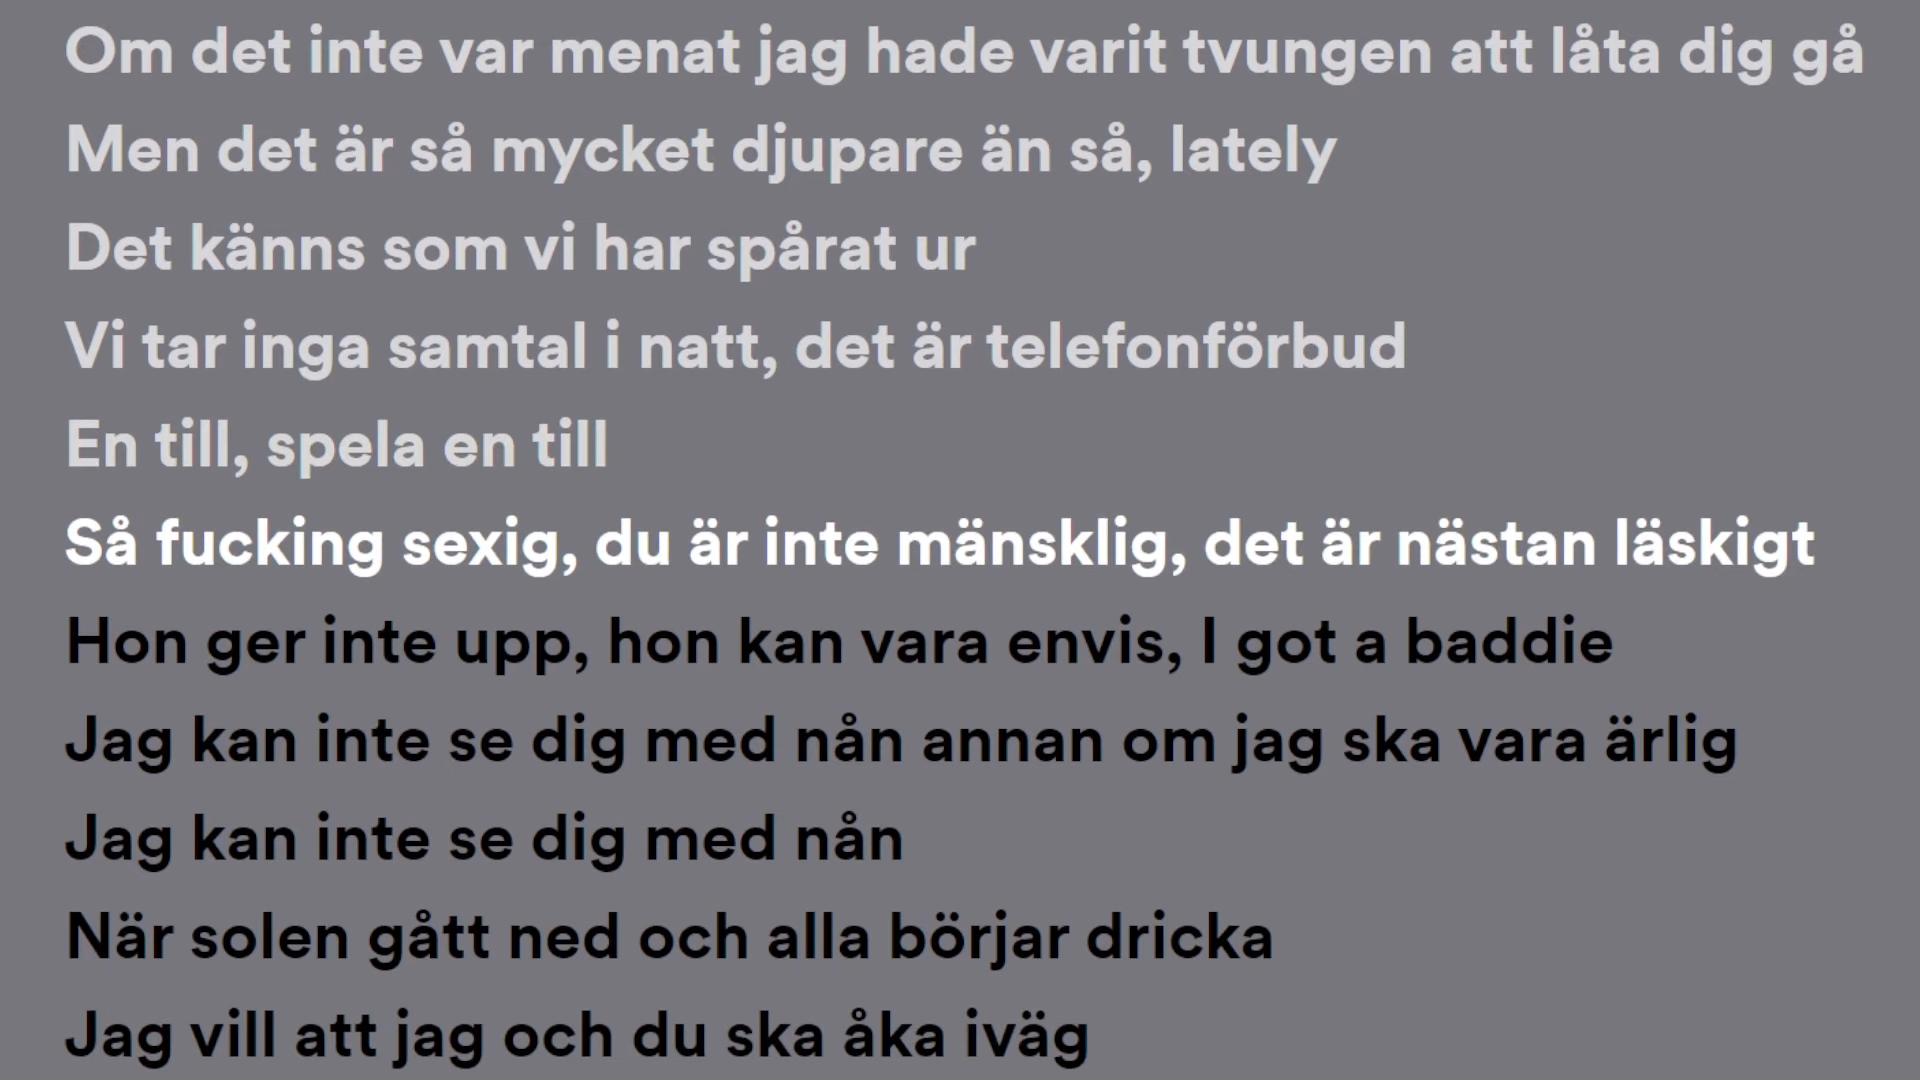 Om det inte var menat jag hade varit tvungen att låta dig gå
Men det är så mycket djupare än så, lately
Det känns som vi har spårat ur
Vi tar inga samtal i natt, det är telefonförbud
En till, spela en till
Så fucking sexig, du är inte mänsklig, det är nästan läskigt
Hon ger inte upp, hon kan vara envis, I got a baddie
Jag kan inte se dig med nån annan om jag ska vara ärlig
Jag kan inte se dig med nån
När solen gått ned och alla börjar dricka
Jag vill att jag och du ska åka iväg